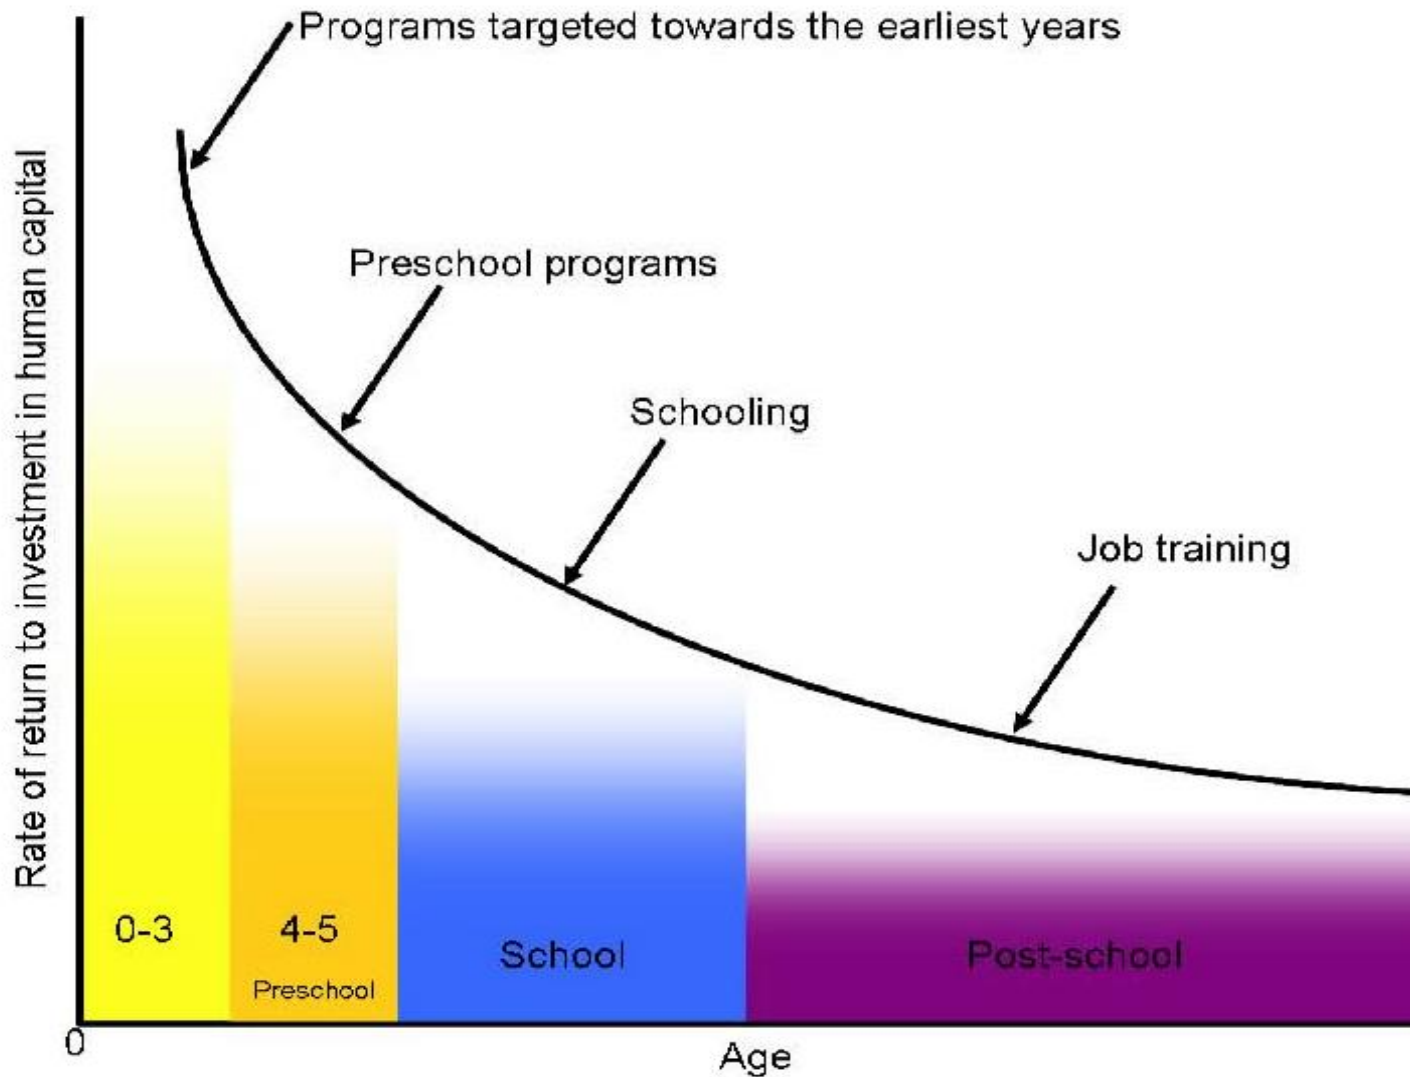 Programs targeted towards the earliest years
Rate of return to investment in human capital
Preschool programs
Schooling
Job training
0-3
4-5
Preschool
School
Post-school
0
Age